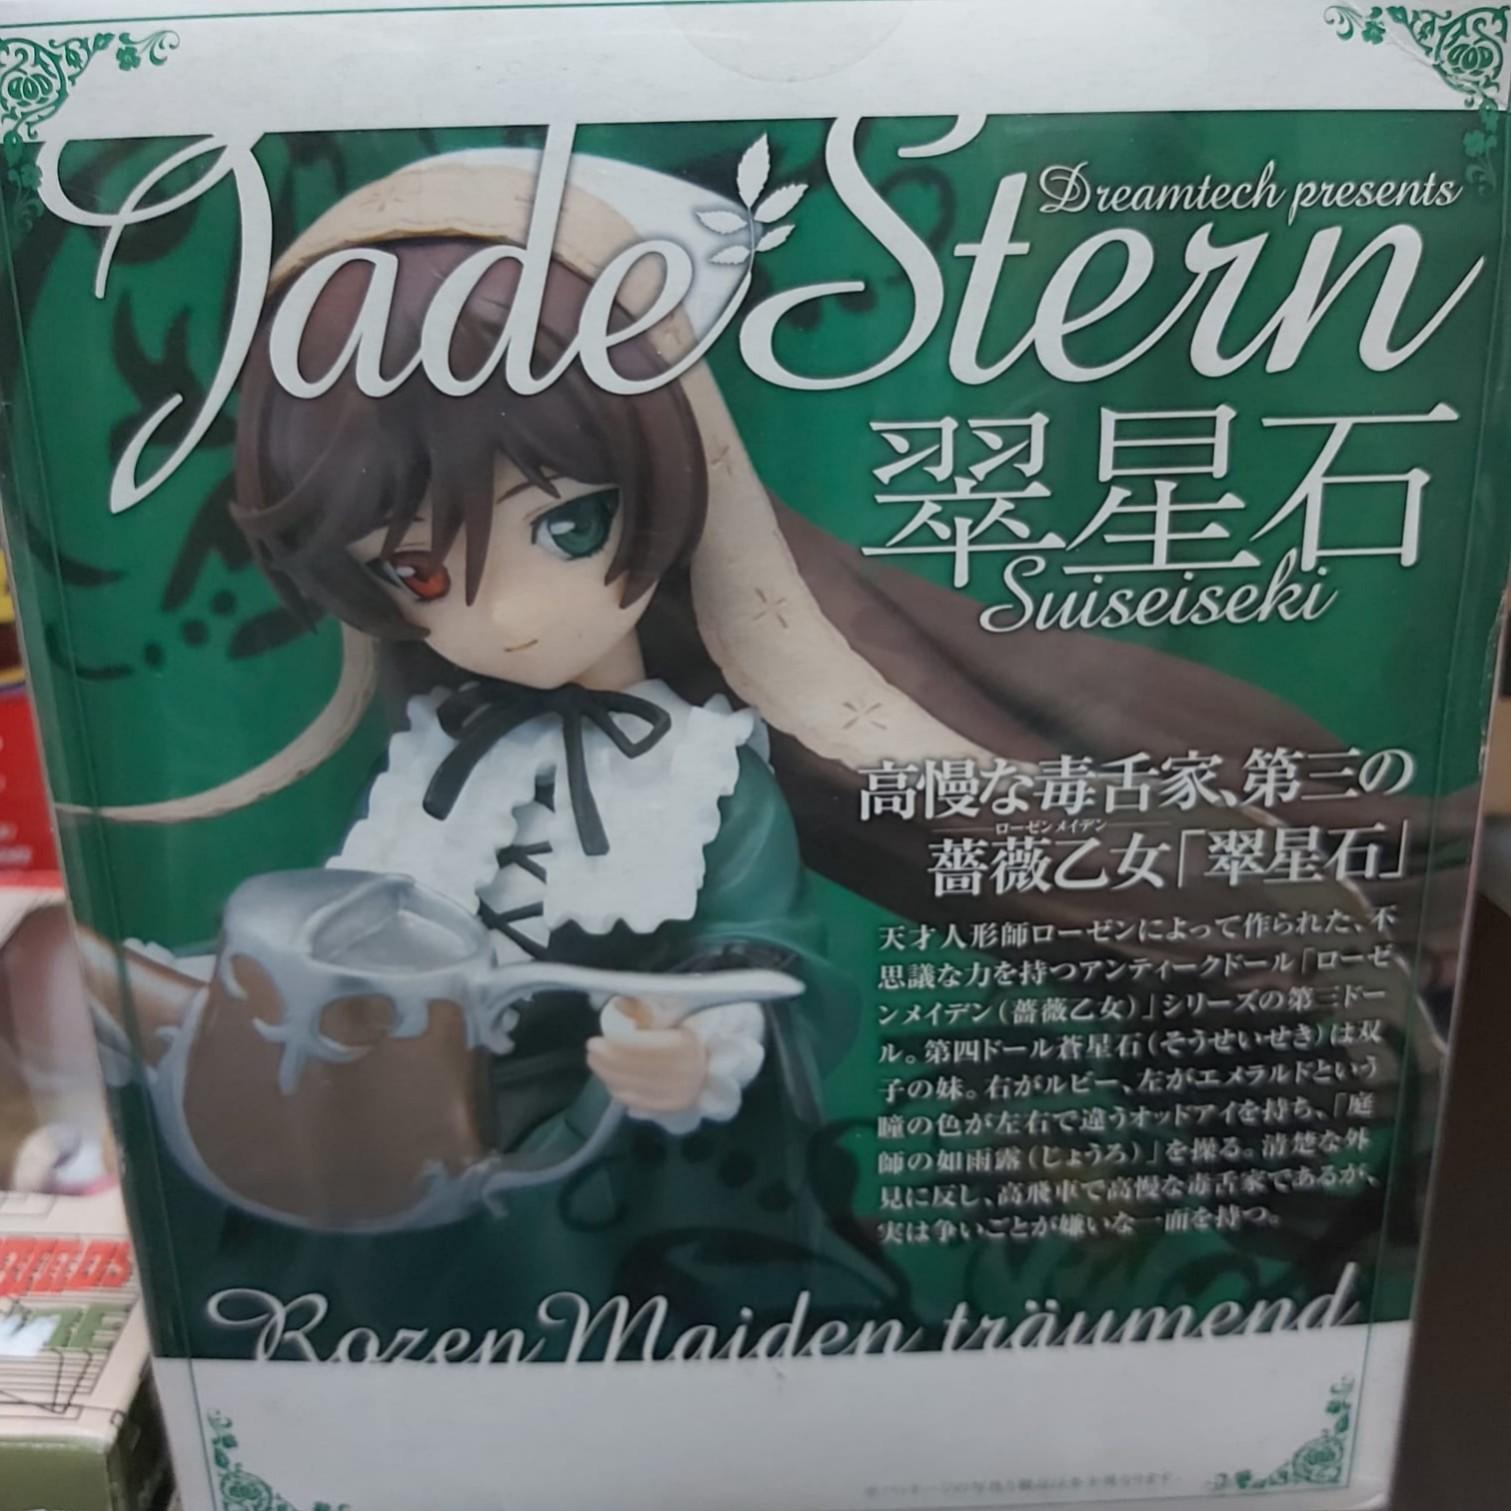 Dreamtech presents
Jade Stern
翠星石
Suiseiseki
高慢な毒舌家、第三の
ローゼンメイデン
薔薇乙女「翠星石」
天才人形師ローゼンによって作られた、不
思議な力を持つアンティークドール「ローゼ
ンメイデン(薔薇乙女)」シリーズの第三ドー
ル。第四ドール蒼星石(そうせいせき)は双
子の妹。右がルビー、左がエメラルドという
瞳の色が左右で違うオッドアイを持ち、「庭
師の如雨露(じょうろ)」を操る。清楚な外
見に反し、高飛車で高慢な毒舌家であるが、
実は争いごとが嫌いな一面を持つ。
Rozen Maiden träumend